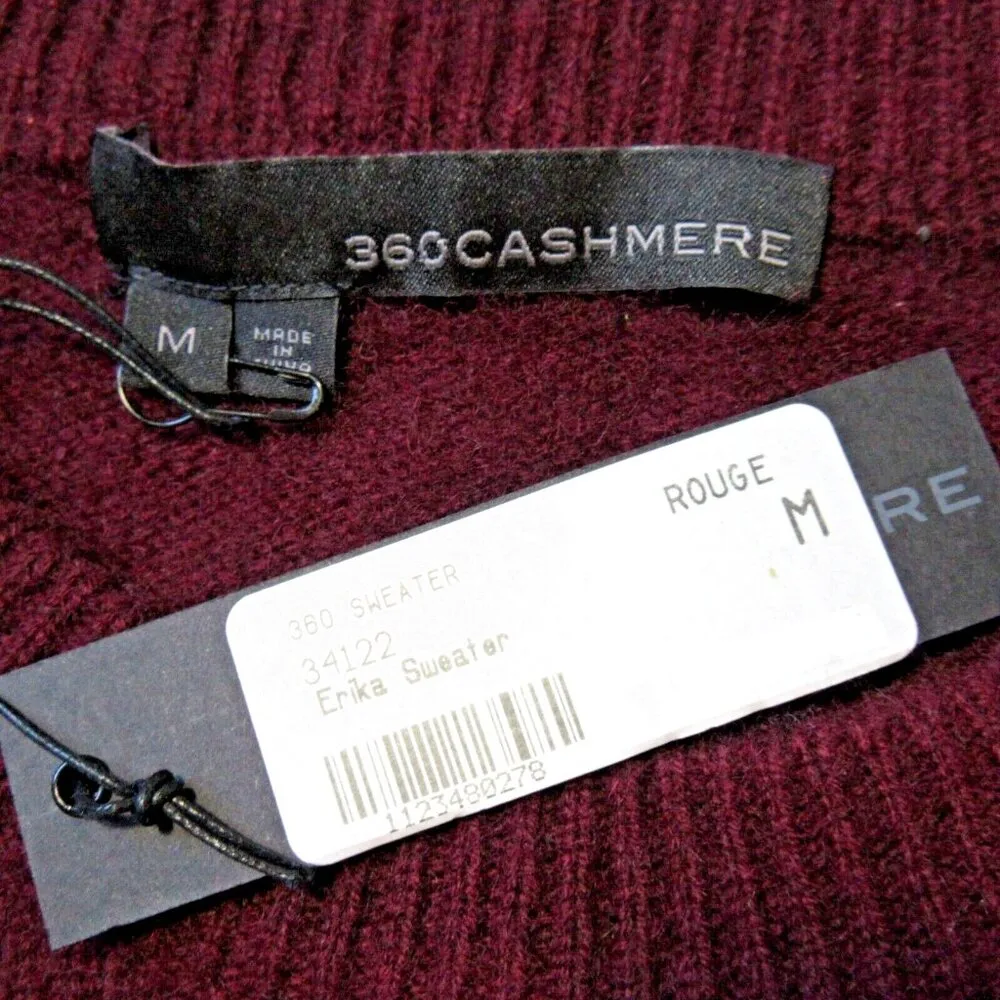 360CASHMERE
M
MADE
IN
ROUGE
M
RE
360 SWEATER
34122
Erika Sweater
1123480278